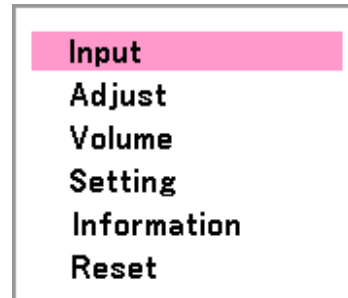 Input
Adjust
Volume
Setting
Information
Reset